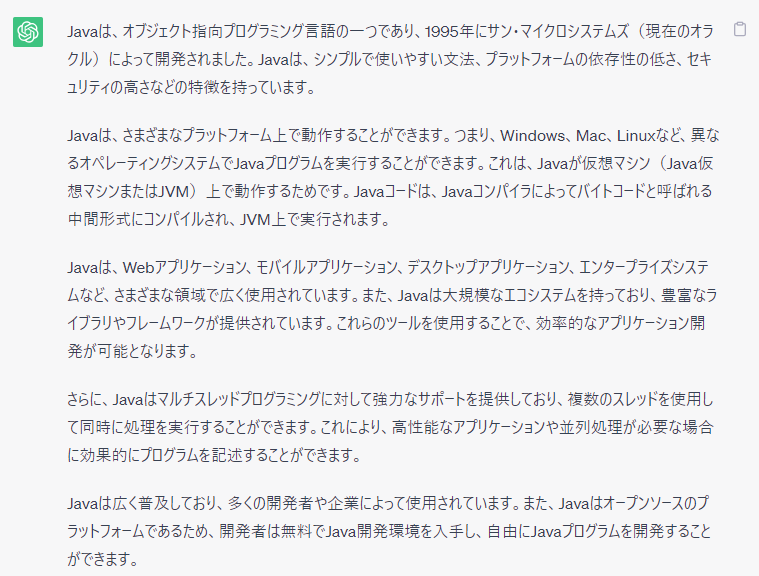 Javaは、オブジェクト指向プログラミング言語の一つであり、1995年にサン・マイクロシステムズ（現在のオラ
クル）によって開発されました。Javaは、シンプルで使いやすい文法、プラットフォームの依存性の低さ、セキ
ュリティの高さなどの特徴を持っています。
Javaは、さまざまなプラットフォーム上で動作することができます。つまり、Windows、Mac、Linuxなど、異な
るオペレーティングシステムでJavaプログラムを実行することができます。これは、Javaが仮想マシン（Java仮
想マシンまたはJVM）上で動作するためです。Javaコードは、Javaコンパイラによってバイトコードと呼ばれる
中間形式にコンパイルされ、JVM上で実行されます。
Javaは、Webアプリケーション、モバイルアプリケーション、デスクトップアプリケーション、エンタープライズシステ
ムなど、さまざまな領域で広く使用されています。また、Javaは大規模なエコシステムを持っており、豊富なラ
イブラリやフレームワークが提供されています。これらのツールを使用することで、効率的なアプリケーション開
発が可能となります。
さらに、Javaはマルチスレッドプログラミングに対して強力なサポートを提供しており、複数のスレッドを使用し
て同時に処理を実行することができます。これにより、高性能なアプリケーションや並列処理が必要な場合
に効果的にプログラムを記述することができます。
Javaは広く普及しており、多くの開発者や企業によって使用されています。また、Javaはオープンソースのプ
ラットフォームであるため、開発者は無料でJava開発環境を入手し、自由にJavaプログラムを開発すること
ができます。